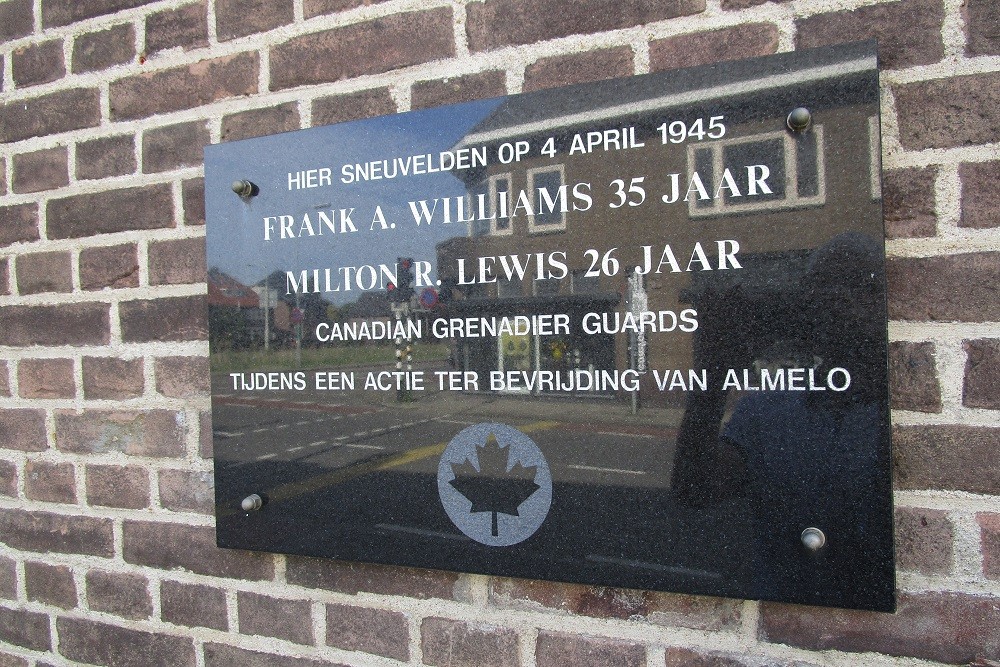 HIER SNEUVELDEN OP 4 APRIL 1945
FRANK A. WILLIAMS 35 JAAR
MILTON R. LEWIS 26 JAAR
CANADIAN GRENADIER GUARDS
TIJDENS EEN ACTIE TER BEVRIJDING VAN ALMELO